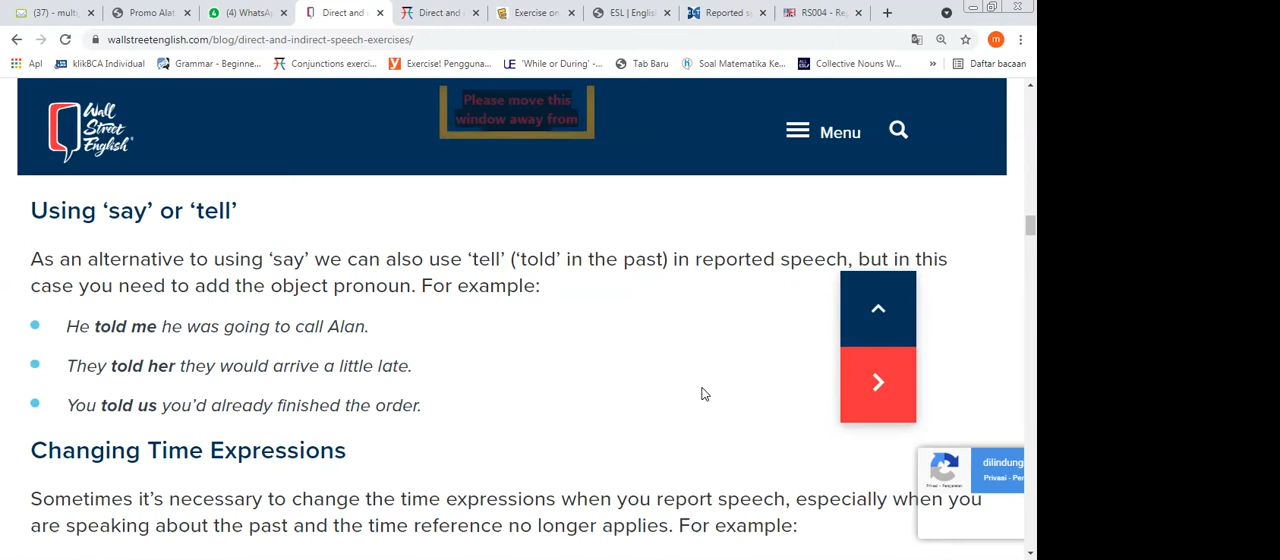 (37) - mult
Promo Alat
(4) WhatsA
Direct and i
Direct and
Exercise on
ESL | Englis
Reported s
RS004 - Re
wallstreetenglish.com/blog/direct-and-indirect-speech-exercises/
m
Apl
klikBCA Individual
Grammar - Beginne...
Conjunctions exerci...
Exercise! Pengguna...
'While or During' -...
Tab Baru
Soal Matematika Ke...
Collective Nouns W...
»
Daftar bacaan
Wall
Street
English
Please move this
window away from
Menu
Using ‘say’ or ‘tell’
As an alternative to using ‘say’ we can also use ‘tell’ (‘told’ in the past) in reported speech, but in this
case you need to add the object pronoun. For example:
He told me he was going to call Alan.
They told her they would arrive a little late.
You told us you’d already finished the order.
Changing Time Expressions
dilindung
Privasi - Per
Sometimes it’s necessary to change the time expressions when you report speech, especially when you
are speaking about the past and the time reference no longer applies. For example: